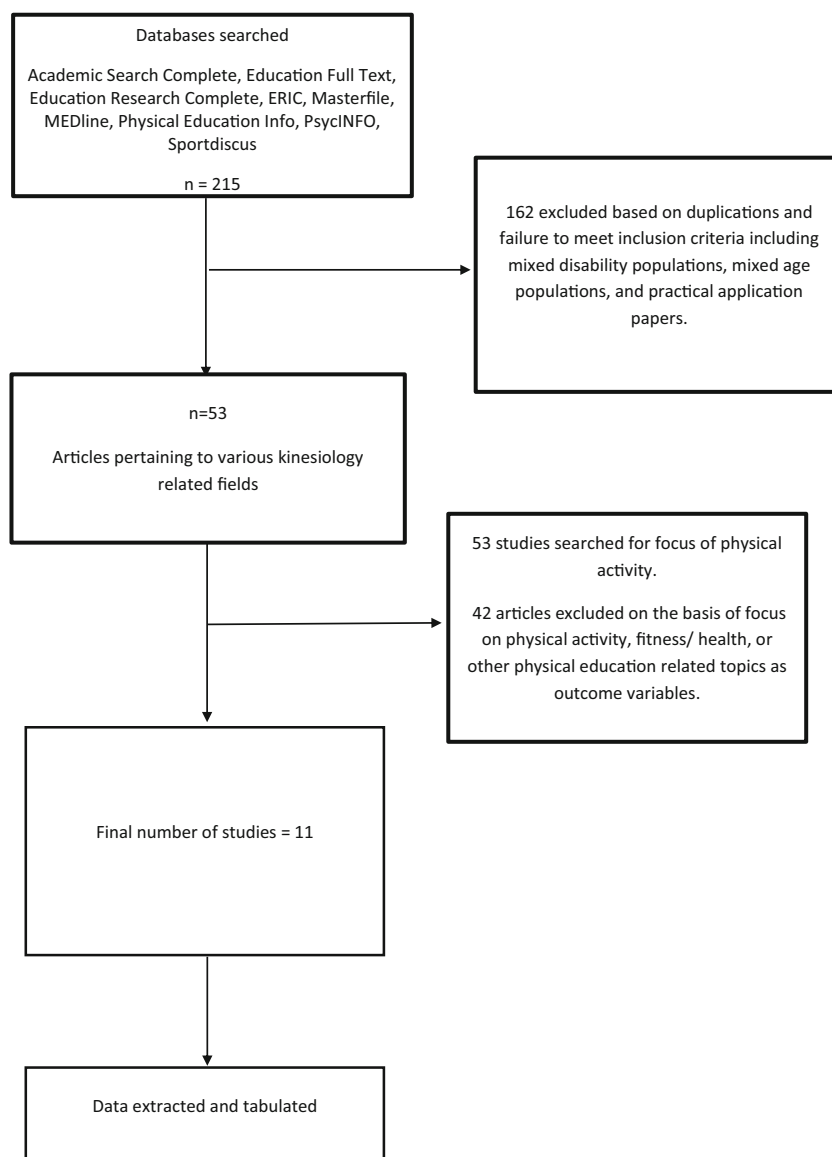 Databases searched
Academic Search Complete, Education Full Text,
Education Research Complete, ERIC, Masterfile,
MEDline, Physical Education Info, PsycINFO,
Sportdiscus
n = 215
162 excluded based on duplications and
failure to meet inclusion criteria including
mixed disability populations, mixed age
populations, and practical application
papers.
n=53
Articles pertaining to various kinesiology
related fields
53 studies searched for focus of physical
activity.
42 articles excluded on the basis of focus
on physical activity, fitness/ health, or
other physical education related topics as
outcome variables.
Final number of studies = 11
Data extracted and tabulated